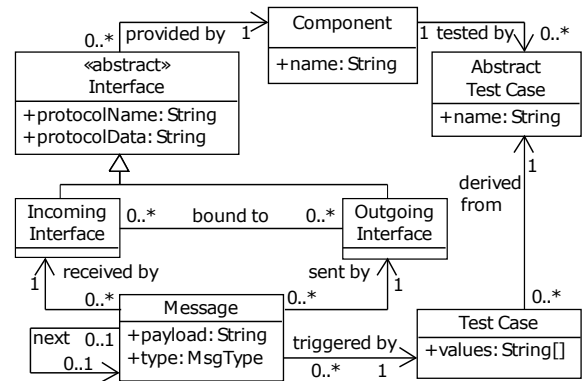 Component
+name: String
0..* provided by 1
1 tested by 0..*
«abstract»
Interface
+protocolName: String
+protocolData: String
Abstract
Test Case
+name: String
1
derived
from
0..*
Incoming
Interface
0..* bound to 0..*
Outgoing
Interface
1 received by 0..*
sent by 1
0..*
Message
+payload: String
+type: MsgType
next 0..1
0..1
triggered by
0..* 1
Test Case
+values: String[]